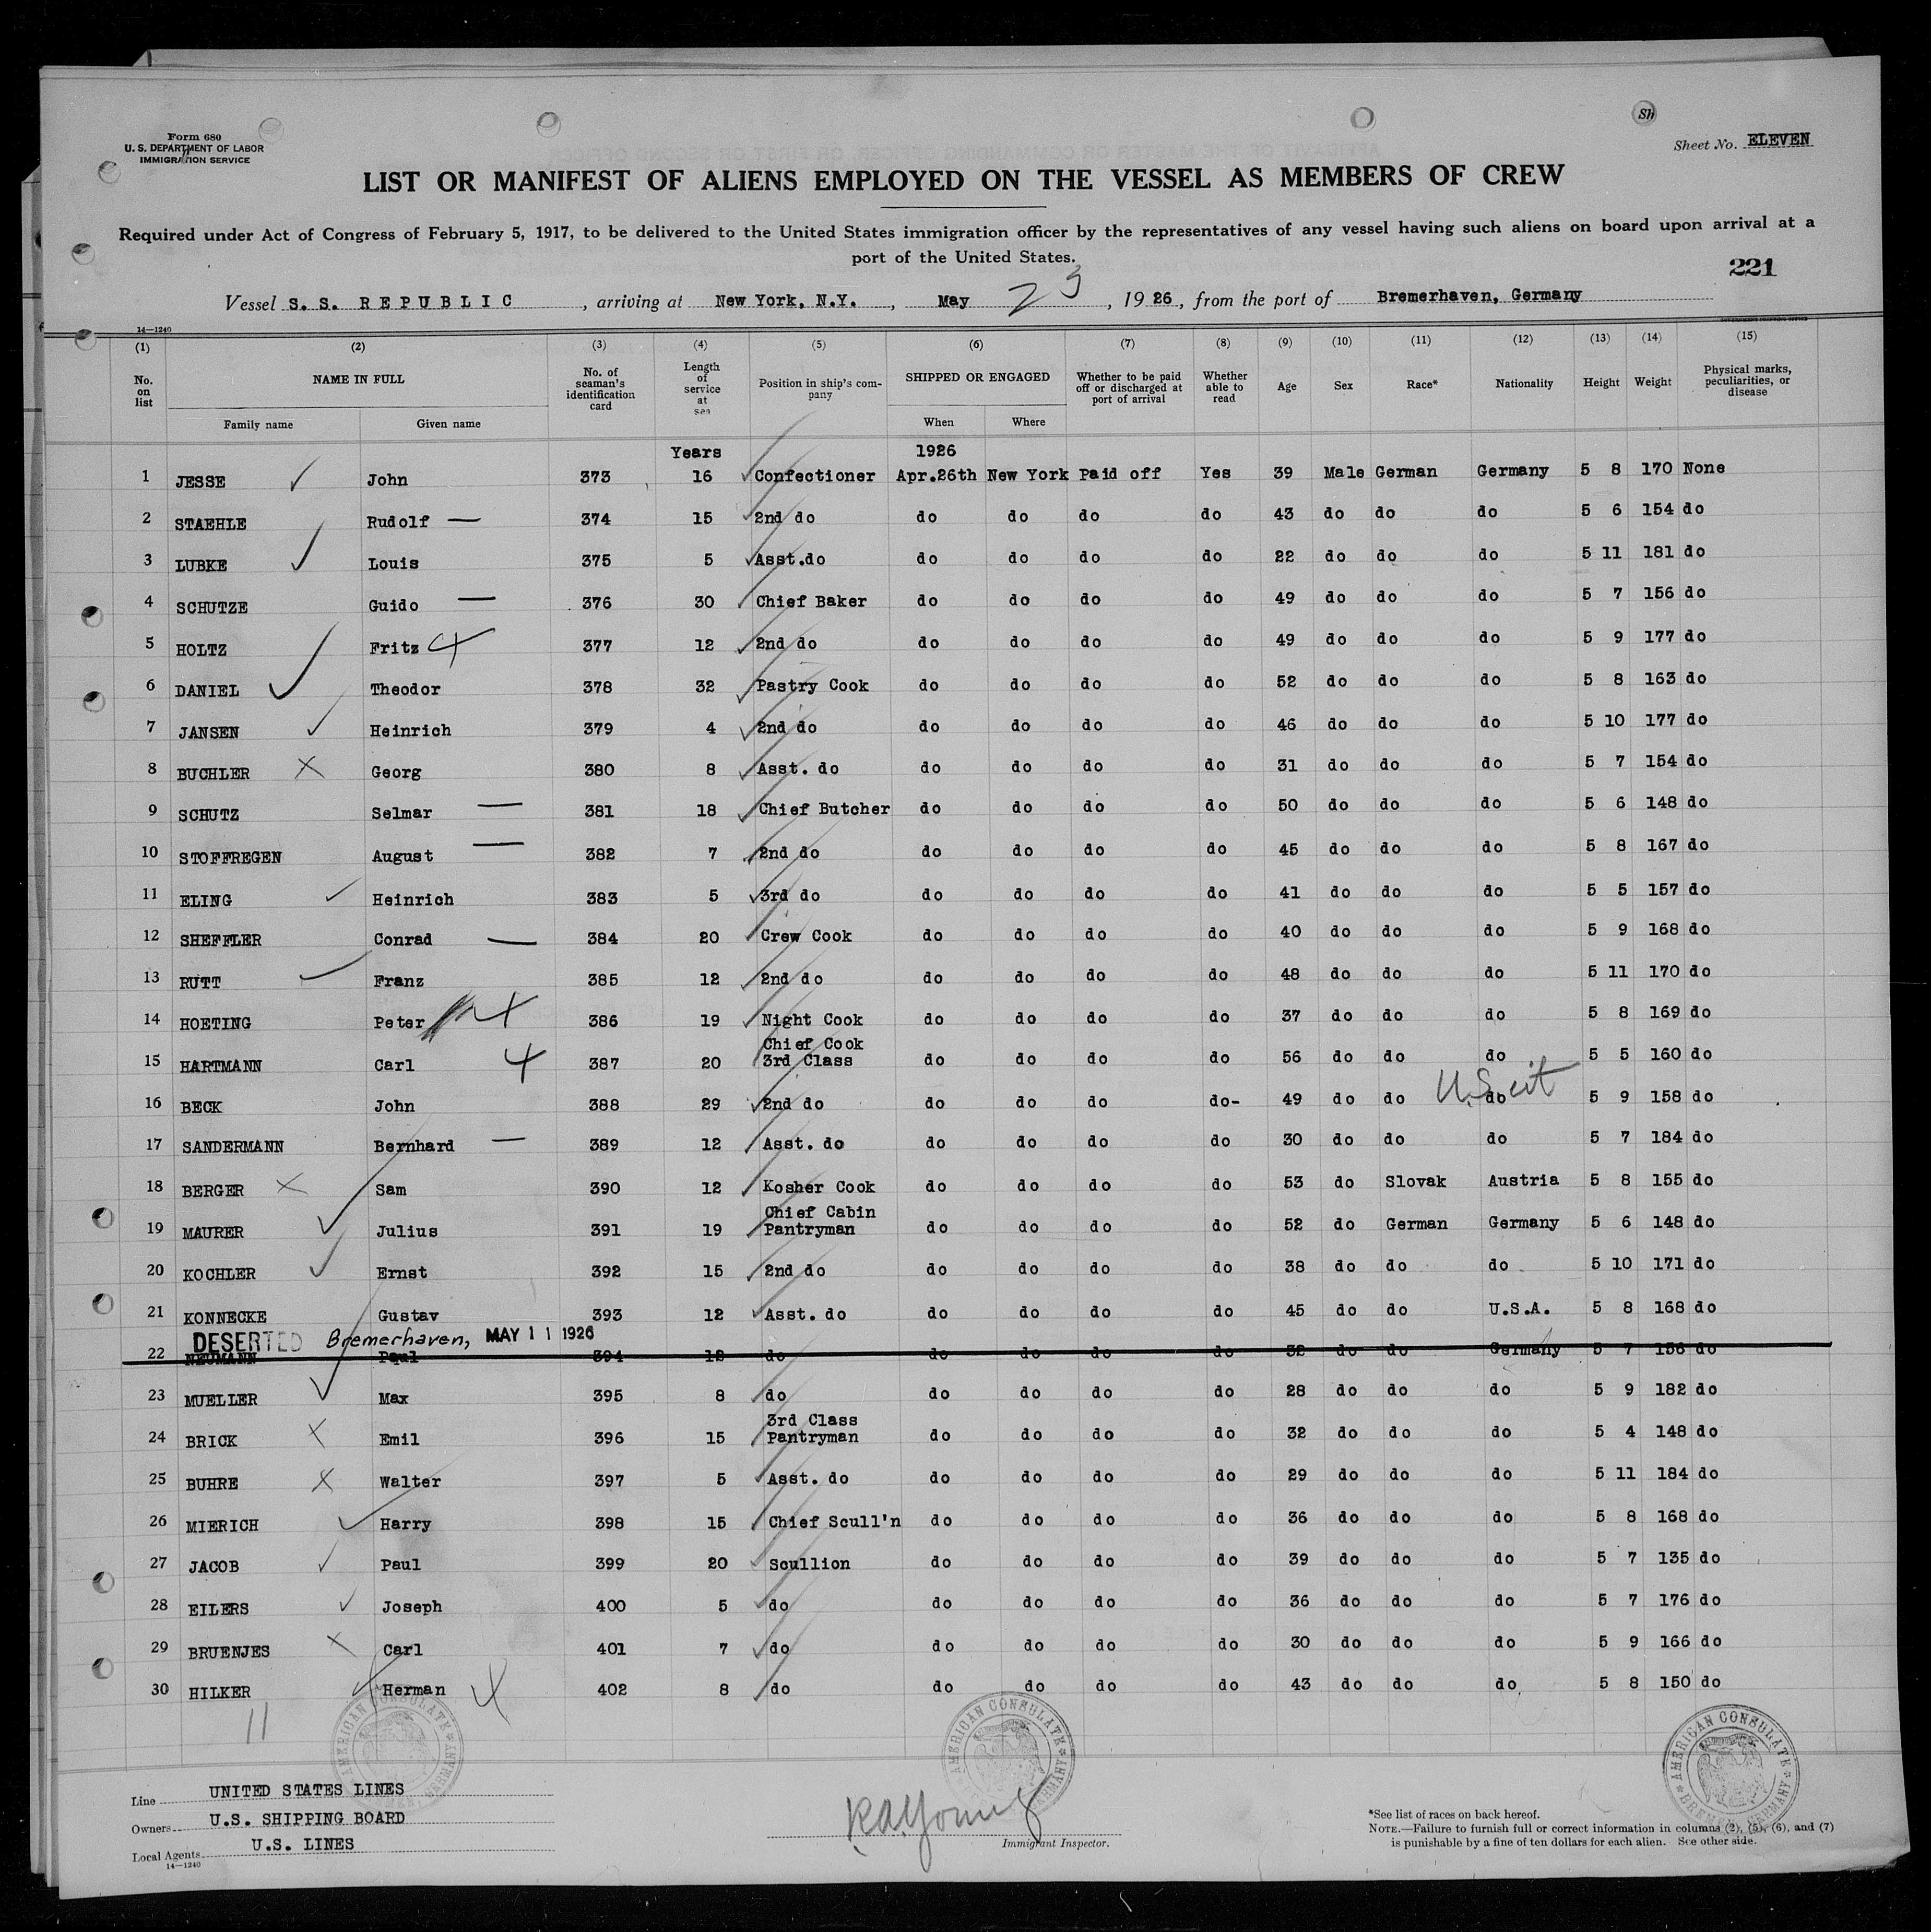 Form 680
U. S. DEPARTMENT OF LABOR
IMMIGRATION SERVICE
Sh
Sheet No. ELEVEN
LIST OR MANIFEST OF ALIENS EMPLOYED ON THE VESSEL AS MEMBERS OF CREW
Required under Act of Congress of February 5, 1917, to be delivered to the United States immigration officer by the representatives of any vessel having such aliens on board upon arrival at a
port of the United States.
221
Vessel S. S. REPUBLIC, arriving at New York, N.Y., May 23, 1926, from the port of Bremerhaven, Germany
14—1240
(1) (2) (3) (4) (5) (6) (7) (8) (9) (10) (11) (12) (13) (14) (15)
No. on list NAME IN FULL Family name Given name No. of seaman's identification card Length of service at sea Position in ship's company SHIPPED OR ENGAGED When Where Whether to be paid off or discharged at port of arrival Whether able to read Age Sex Race* Nationality Height Weight Physical marks, peculiarities, or disease
Years 1926
1 JESSE John 373 16 Confectioner Apr.26th New York Paid off Yes 39 Male German Germany 5 8 170 None
2 STAEHLE Rudolf — 374 15 2nd do do do do do 43 do do do 5 6 154 do
3 LUBKE Louis 375 5 Asst.do do do do do 22 do do do 5 11 181 do
4 SCHUTZE Guido — 376 30 Chief Baker do do do do 49 do do do 5 7 156 do
5 HOLTZ Fritz 4 377 12 2nd do do do do do 49 do do do 5 9 177 do
6 DANIEL Theodor 378 32 Pastry Cook do do do do 52 do do do 5 8 163 do
7 JANSEN Heinrich 379 4 2nd do do do do do 46 do do do 5 10 177 do
8 BUCHLER X Georg 380 8 Asst. do do do do do 31 do do do 5 7 154 do
9 SCHUTZ Selmar — 381 18 Chief Butcher do do do do 50 do do do 5 6 148 do
10 STOFFREGEN August — 382 7 2nd do do do do do 45 do do do 5 8 167 do
11 ELING Heinrich 383 5 3rd do do do do do 41 do do do 5 5 157 do
12 SHEFFLER Conrad — 384 20 Crew Cook do do do do 40 do do do 5 9 168 do
13 RUTT Franz 385 12 2nd do do do do do 48 do do do 5 11 170 do
14 HOETING Peter 4 386 19 Night Cook do do do do 37 do do do 5 8 169 do
15 HARTMANN Carl 4 387 20 Chief Cook 3rd Class do do do do 56 do do do 5 5 160 do
16 BECK John 388 29 2nd do do do do do- 49 do do do U.S. cit 5 9 158 do
17 SANDERMANN Bernhard — 389 12 Asst. do do do do do 30 do do do 5 7 184 do
18 BERGER X Sam 390 12 Kosher Cook do do do do 53 do Slovak Austria 5 8 155 do
19 MAURER Julius 391 19 Chief Cabin Pantryman do do do do 52 do German Germany 5 6 148 do
20 KOCHLER Ernst 392 15 2nd do do do do do 38 do do do 5 10 171 do
21 KONNECKE Gustav 393 12 Asst. do do do do do 45 do do U.S.A. 5 8 168 do
DESERTED Bremerhaven, MAY 11 1926
22 NEUMANN Paul 394 12 do do do do do 32 do do Germany 5 7 156 do
23 MUELLER Max 395 8 do do do do do 28 do do do 5 9 182 do
24 BRICK X Emil 396 15 3rd Class Pantryman do do do do 32 do do do 5 4 148 do
25 BUHRE X Walter 397 5 Asst. do do do do do 29 do do do 5 11 184 do
26 MIERICH Harry 398 15 Chief Scull'n do do do do 36 do do do 5 8 168 do
27 JACOB Paul 399 20 Scullion do do do do 39 do do do 5 7 135 do
28 EILERS Joseph 400 5 do do do do do 36 do do do 5 7 176 do
29 BRUENJES X Carl 401 7 do do do do do 30 do do do 5 9 166 do
30 HILKER Herman 4 402 8 do do do do do 43 do do do 5 8 150 do
11
AMERICAN CONSULATE
AMERICAN CONSULATE
AMERICAN CONSULATE BREMEN, GERMANY
Line UNITED STATES LINES
Owners U.S. SHIPPING BOARD
Local Agents U.S. LINES
14—1240
R.A. Young
Immigrant Inspector.
*See list of races on back hereof.
NOTE.—Failure to furnish full or correct information in columns (2), (5), (6), and (7)
is punishable by a fine of ten dollars for each alien. See other side.